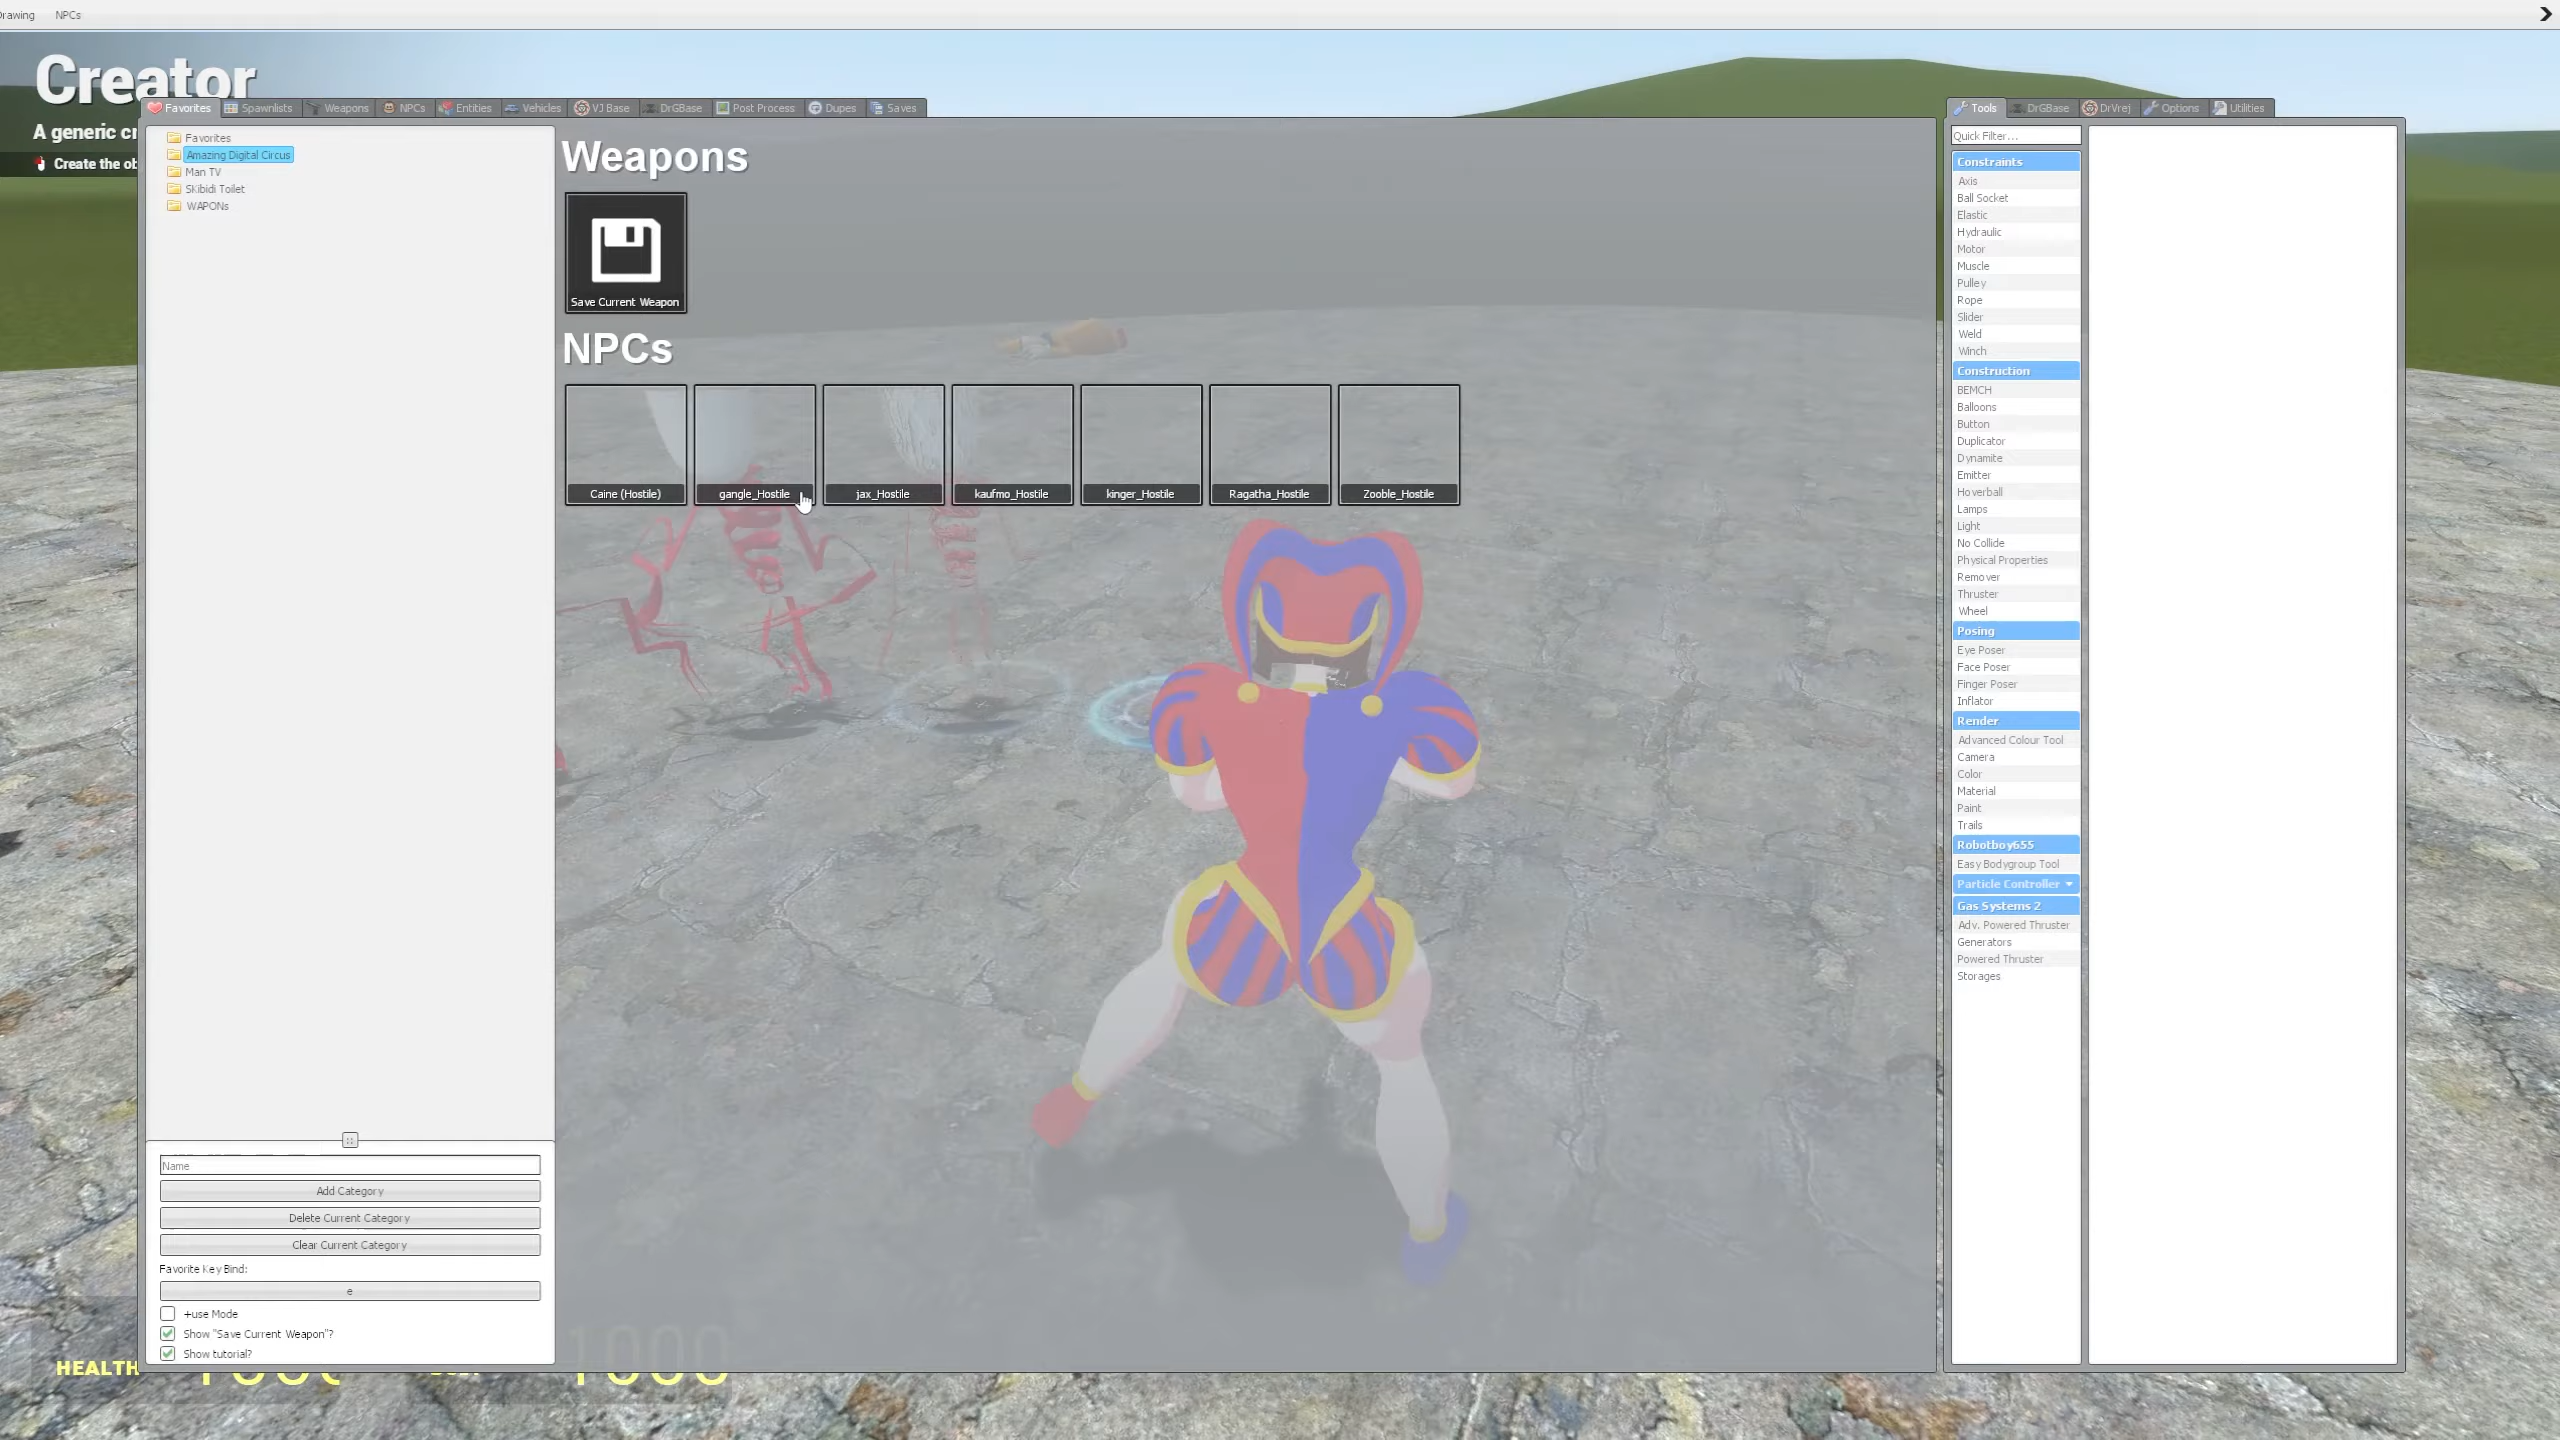 Drawing NPCs
Creator
A generic cr
Create the ob
Favorites Spawnlists Weapons NPCs Entities Vehicles VJ Base DrGBase Post Process Dupes Saves
Favorites
Amazing Digital Circus
Man TV
Skibidi Toilet
WAPONs
Weapons
Save Current Weapon
NPCs
Caine (Hostile) gangle_Hostile jax_Hostile kaufmo_Hostile kinger_Hostile Ragatha_Hostile Zooble_Hostile
Name
Add Category
Delete Current Category
Clear Current Category
Favorite Key Bind:
e
+use Mode
Show "Save Current Weapon"?
Show tutorial?
HEALTH
1000
Tools DrGBase DrVrej Options Utilities
Quick Filter...
Constraints
Axis
Ball Socket
Elastic
Hydraulic
Motor
Muscle
Pulley
Rope
Slider
Weld
Winch
Construction
BEMCH
Balloons
Button
Duplicator
Dynamite
Emitter
Hoverball
Lamps
Light
No Collide
Physical Properties
Remover
Thruster
Wheel
Posing
Eye Poser
Face Poser
Finger Poser
Inflator
Render
Advanced Colour Tool
Camera
Color
Material
Paint
Trails
Robotboy655
Easy Bodygroup Tool
Particle Controller
Gas Systems 2
Adv. Powered Thruster
Generators
Powered Thruster
Storages